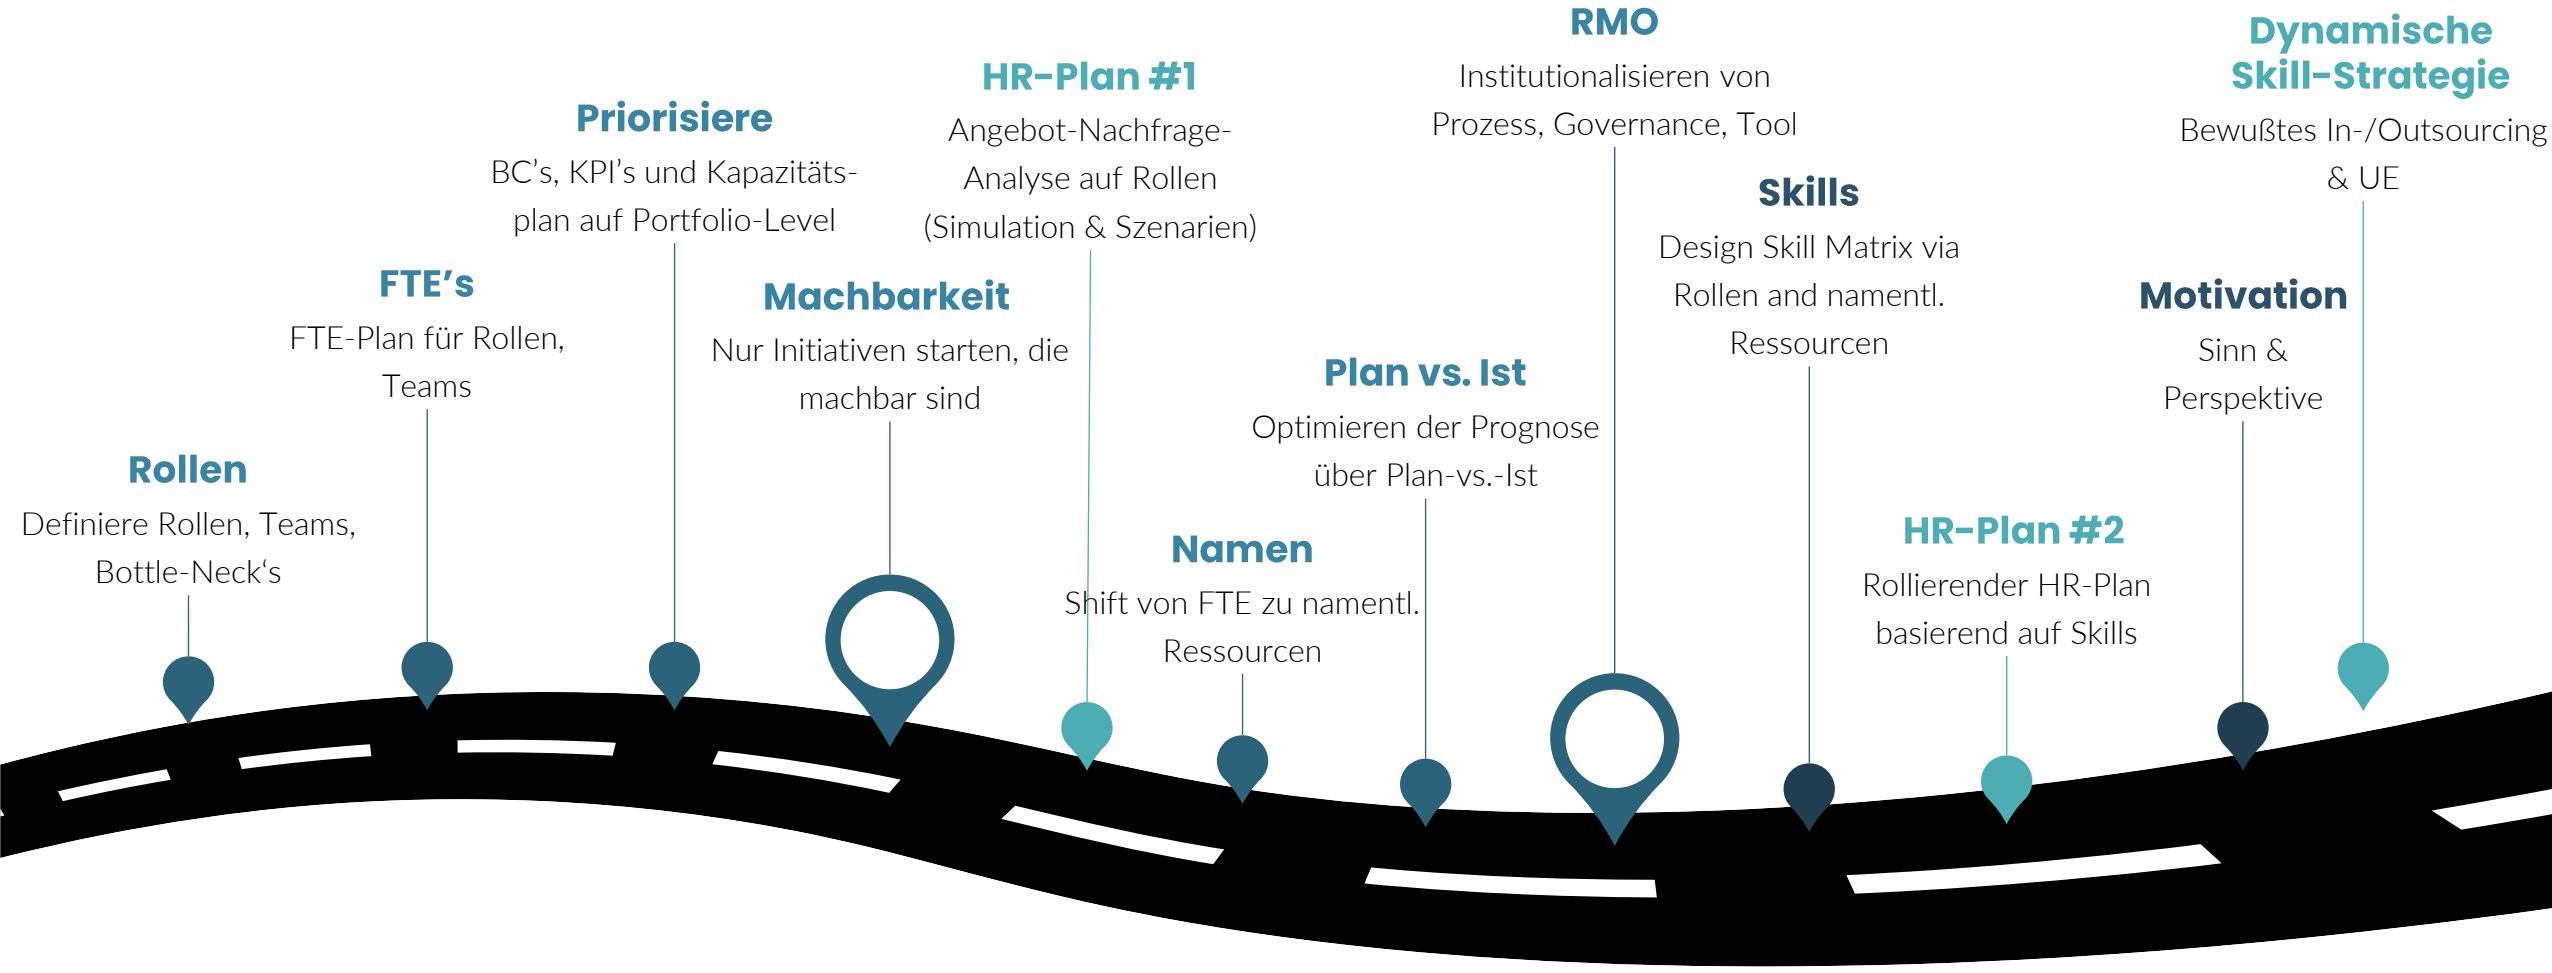 Rollen
Definiere Rollen, Teams,
Bottle-Neck‘s
FTE’s
FTE-Plan für Rollen,
Teams
Priorisiere
BC’s, KPI’s und Kapazitäts-
plan auf Portfolio-Level
Machbarkeit
Nur Initiativen starten, die
machbar sind
HR-Plan #1
Angebot-Nachfrage-
Analyse auf Rollen
(Simulation & Szenarien)
Namen
Shift von FTE zu namentl.
Ressourcen
Plan vs. Ist
Optimieren der Prognose
über Plan-vs.-Ist
RMO
Institutionalisieren von
Prozess, Governance, Tool
Skills
Design Skill Matrix via
Rollen and namentl.
Ressourcen
HR-Plan #2
Rollierender HR-Plan
basierend auf Skills
Motivation
Sinn &
Perspektive
Dynamische
Skill-Strategie
Bewußtes In-/Outsourcing
& UE